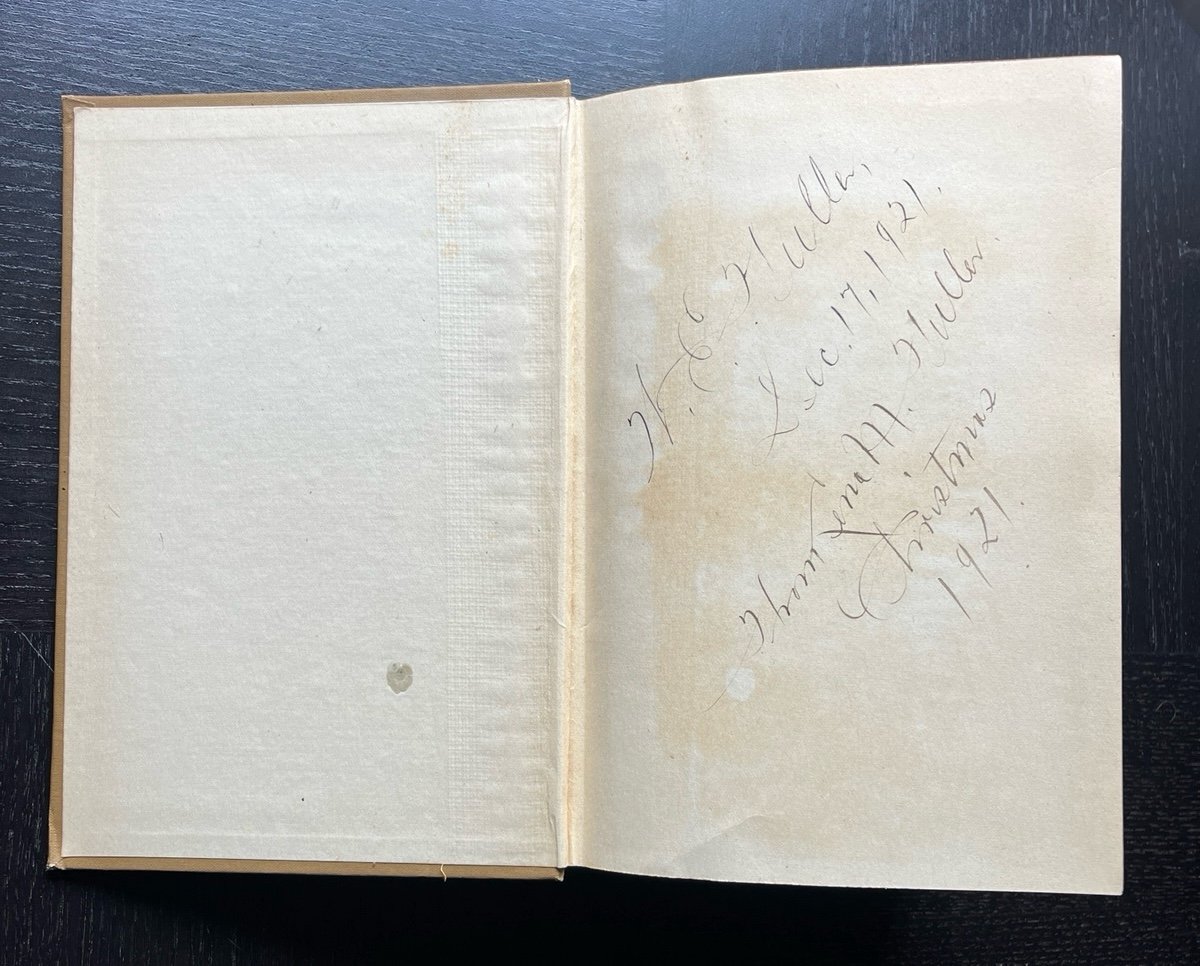 W. E. Fuller,
Dec. 17, 1921.
From Lena M. Fuller.
Christmas
1921.